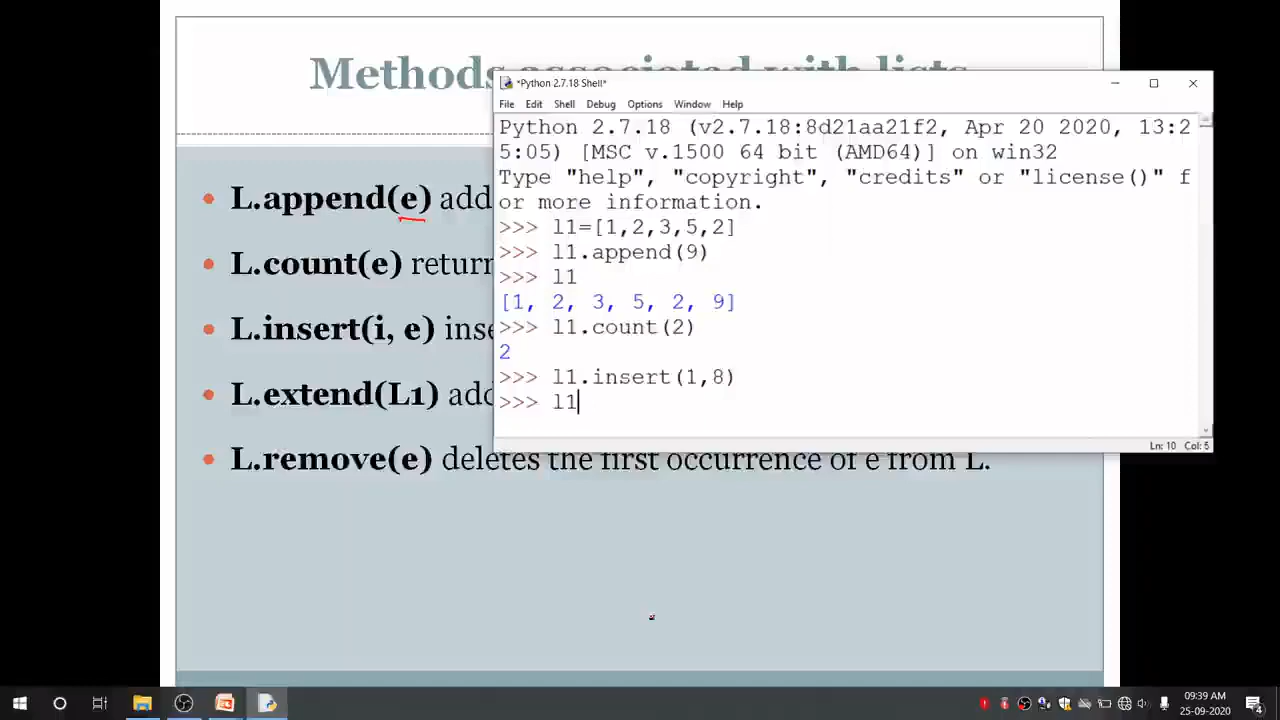 Methods associated with lists
*Python 2.7.18 Shell*
File Edit Shell Debug Options Window Help
Python 2.7.18 (v2.7.18:8d21aa21f2, Apr 20 2020, 13:2
5:05) [MSC v.1500 64 bit (AMD64)] on win32
Type "help", "copyright", "credits" or "license()" f
or more information.
>>> l1=[1,2,3,5,2]
>>> l1.append(9)
>>> l1
[1, 2, 3, 5, 2, 9]
>>> l1.count(2)
2
>>> l1.insert(1,8)
>>> l1
Ln: 10 Col: 5
• L.append(e) add
• L.count(e) return
• L.insert(i, e) inse
• L.extend(L1) add
• L.remove(e) deletes the first occurrence of e from L.
09:39 AM
25-09-2020
4